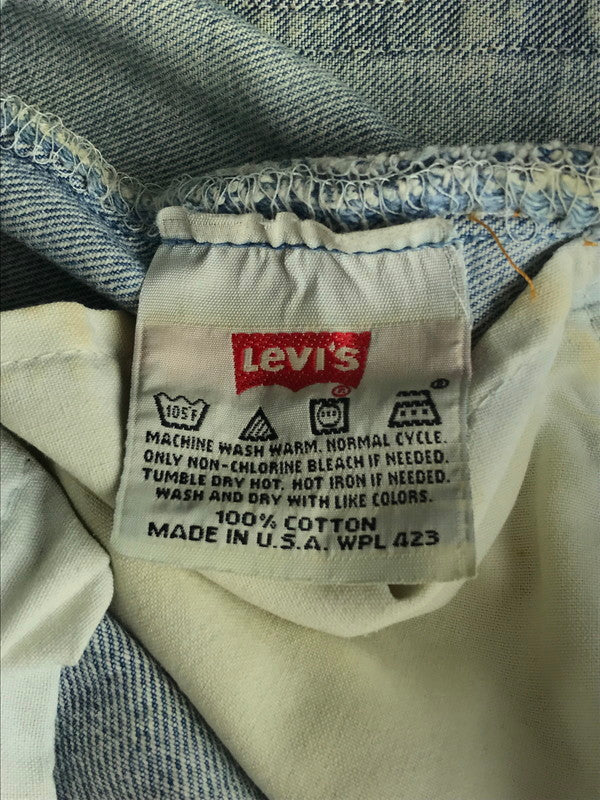 Levi's
®
105°F
®
MACHINE WASH WARM. NORMAL CYCLE.
ONLY NON-CHLORINE BLEACH IF NEEDED.
TUMBLE DRY HOT. HOT IRON IF NEEDED.
WASH AND DRY WITH LIKE COLORS.
100% COTTON
MADE IN U.S.A. WPL 423